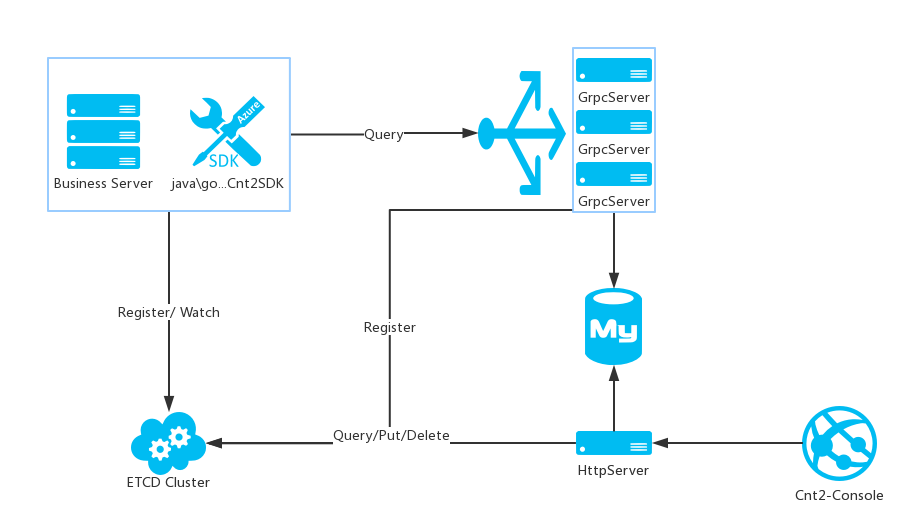 Azure
SDK
Business Server
java\go...Cnt2SDK
Query
GrpcServer
GrpcServer
GrpcServer
Register/ Watch
Register
My
Query/Put/Delete
ETCD Cluster
HttpServer
Cnt2-Console